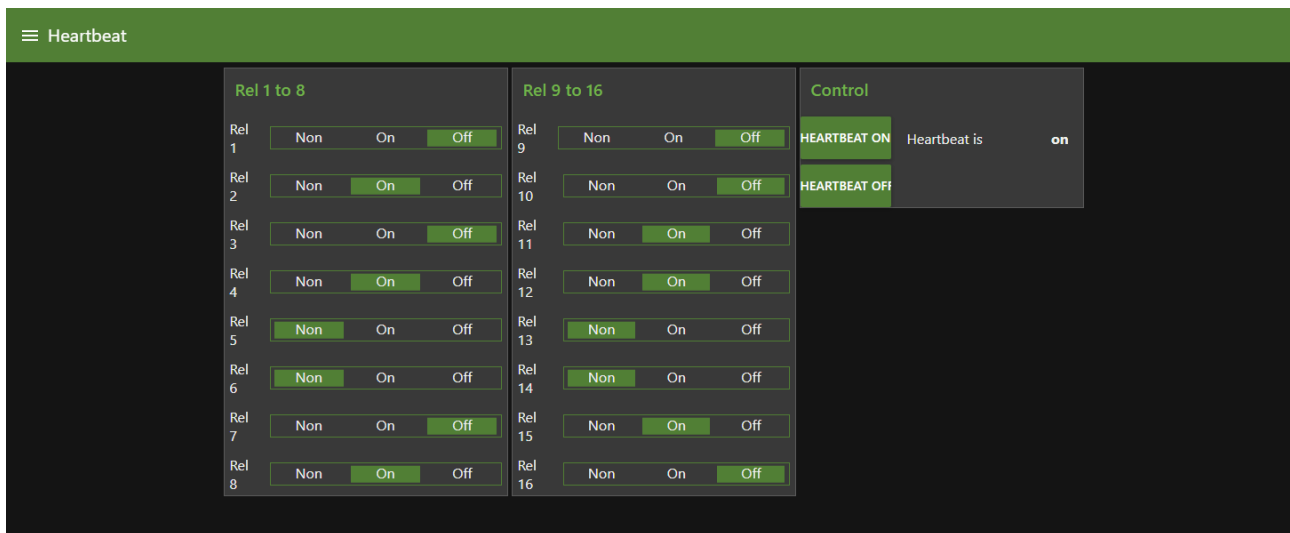 Heartbeat
Rel 1 to 8
Rel 1 Non On Off
Rel 2 Non On Off
Rel 3 Non On Off
Rel 4 Non On Off
Rel 5 Non On Off
Rel 6 Non On Off
Rel 7 Non On Off
Rel 8 Non On Off
Rel 9 to 16
Rel 9 Non On Off
Rel 10 Non On Off
Rel 11 Non On Off
Rel 12 Non On Off
Rel 13 Non On Off
Rel 14 Non On Off
Rel 15 Non On Off
Rel 16 Non On Off
Control
HEARTBEAT ON Heartbeat is on
HEARTBEAT OFF